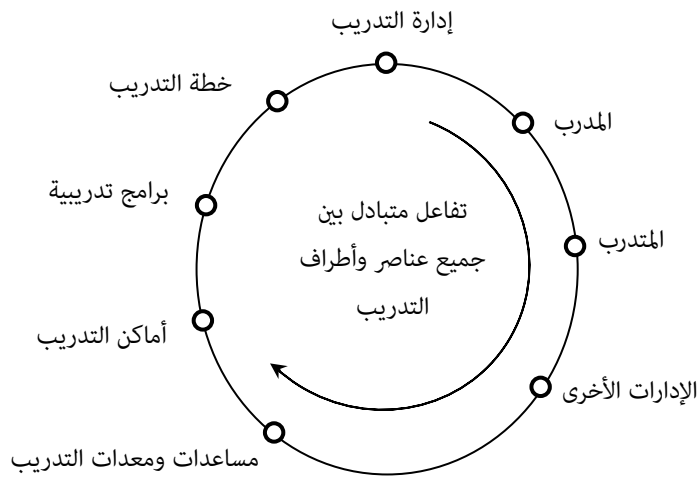 إدارة التدريب
خطة التدريب
المدرب
برامج تدريبية
تفاعل متبادل بين
جميع عناصر وأطراف
التدريب
المتدرب
أماكن التدريب
الإدارات الأخرى
مساعدات ومعدات التدريب